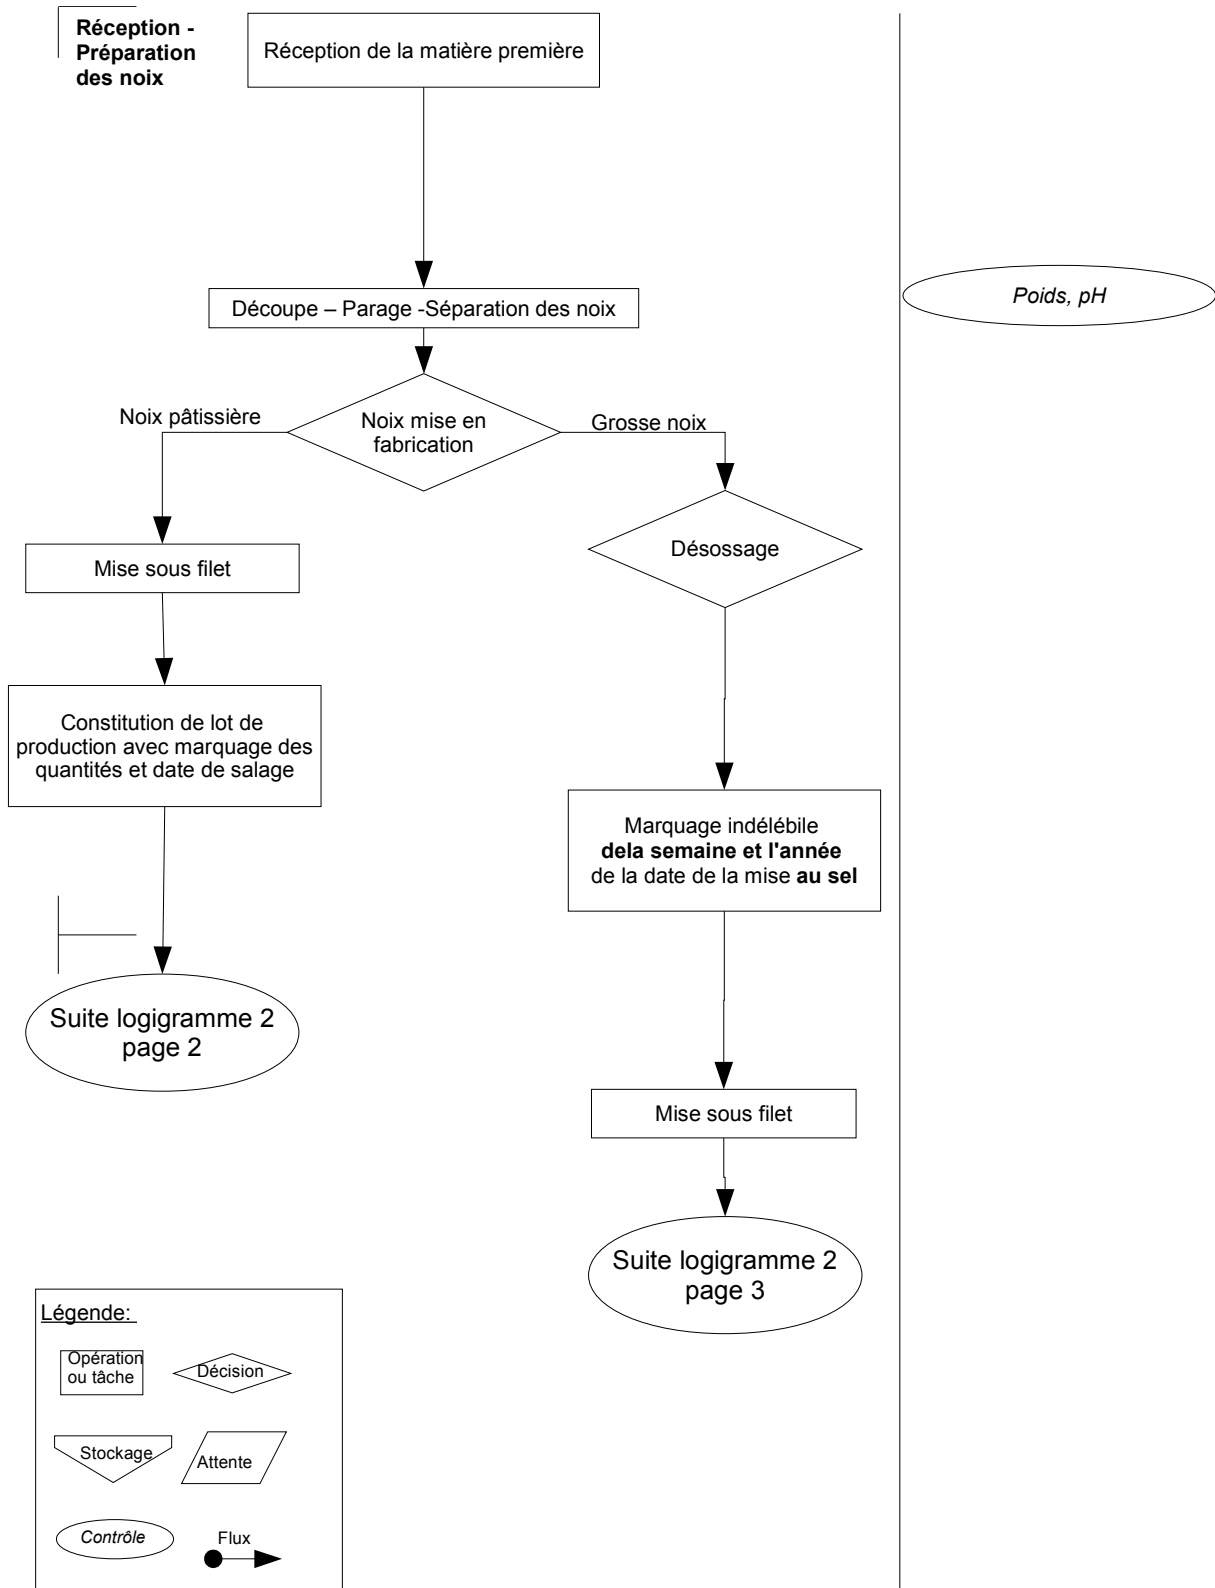 Réception -
Préparation
des noix
Réception de la matière première
Découpe – Parage -Séparation des noix
Poids, pH
Noix pâtissière
Noix mise en
fabrication
Grosse noix
Désossage
Mise sous filet
Constitution de lot de
production avec marquage des
quantités et date de salage
Marquage indélébile
dela semaine et l'année
de la date de la mise au sel
Suite logigramme 2
page 2
Mise sous filet
Suite logigramme 2
page 3
Légende:
Opération
ou tâche
Décision
Stockage
Attente
Contrôle
Flux